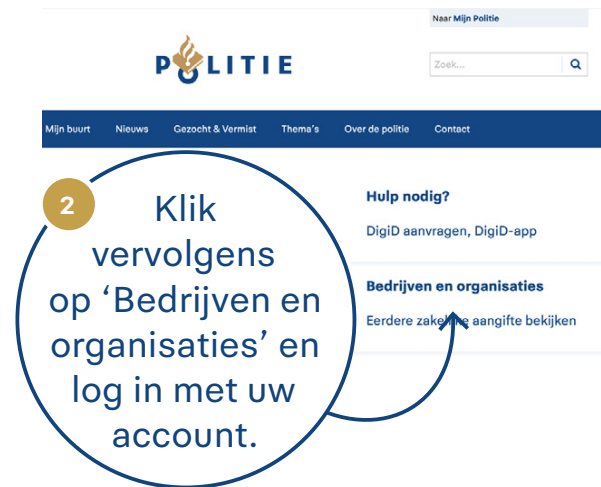 Naar Mijn Politie
POLITIE
Zoek...
Mijn buurt Nieuws Gezocht & Vermist Thema's Over de politie Contact
2
Klik
vervolgens
op ‘Bedrijven en
organisaties’ en
log in met uw
account.
Hulp nodig?
DigiD aanvragen, DigiD-app
Bedrijven en organisaties
Eerdere zakelijke aangifte bekijken